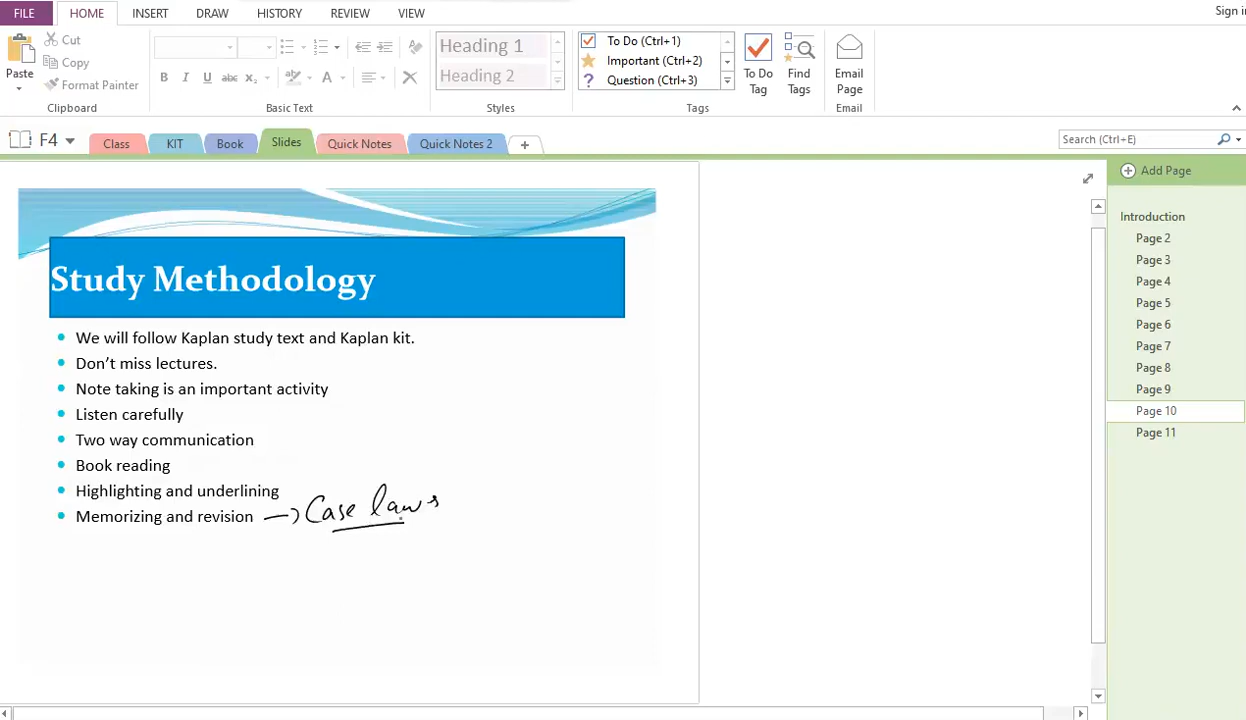 FILE HOME INSERT DRAW HISTORY REVIEW VIEW Sign in
Paste
Cut
Copy
Format Painter
Clipboard
B I U abc X₂ A
Basic Text
Heading 1
Heading 2
Styles
To Do (Ctrl+1)
Important (Ctrl+2)
? Question (Ctrl+3)
To Do Tag
Find Tags
Tags
Email Page
Email
F4 Class KIT Book Slides Quick Notes Quick Notes 2 +
Search (Ctrl+E)
Add Page
Introduction
Page 2
Page 3
Page 4
Page 5
Page 6
Page 7
Page 8
Page 9
Page 10
Page 11
Study Methodology
• We will follow Kaplan study text and Kaplan kit.
• Don’t miss lectures.
• Note taking is an important activity
• Listen carefully
• Two way communication
• Book reading
• Highlighting and underlining
• Memorizing and revision → Case laws